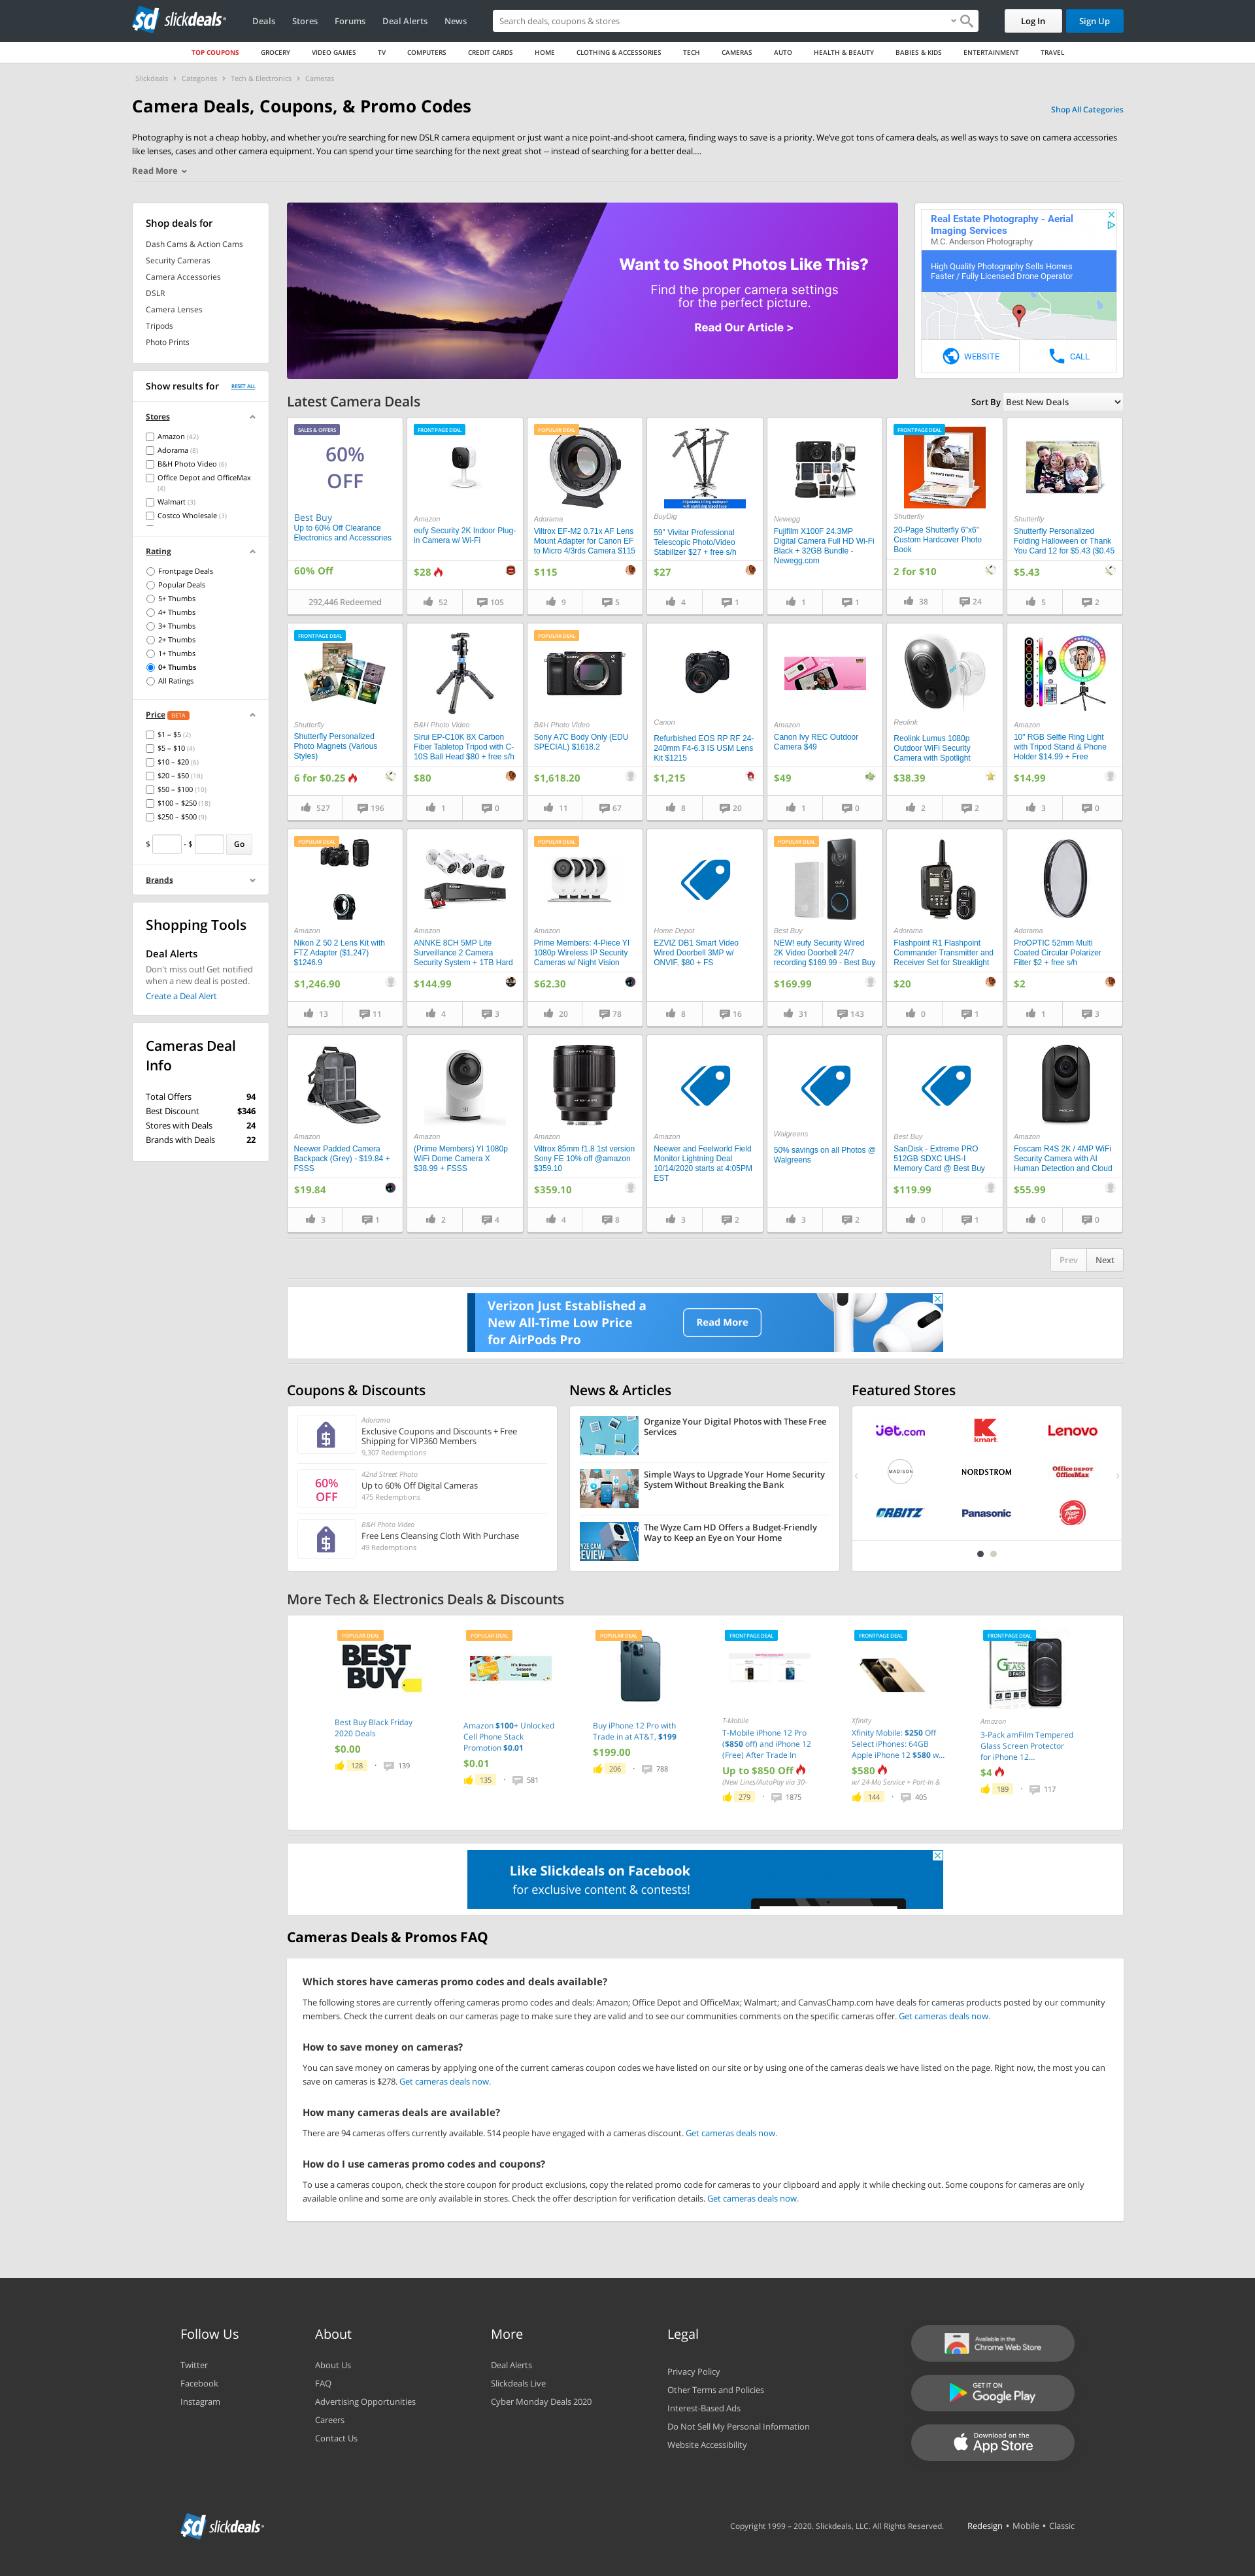 sd slickdeals
Deals
Stores
Forums
Deal Alerts
News
Search deals, coupons & stores
Log In
Sign Up
TOP COUPONS
GROCERY
VIDEO GAMES
TV
COMPUTERS
CREDIT CARDS
HOME
CLOTHING & ACCESSORIES
TECH
CAMERAS
AUTO
HEALTH & BEAUTY
BABIES & KIDS
ENTERTAINMENT
TRAVEL
Slickdeals > Categories > Tech & Electronics > Cameras
Camera Deals, Coupons, & Promo Codes
Shop All Categories
Photography is not a cheap hobby, and whether you're searching for new DSLR camera equipment or just want a nice point-and-shoot camera, finding ways to save is a priority. We've got tons of camera deals, as well as ways to save on camera accessories
like lenses, cases and other camera equipment. You can spend your time searching for the next great shot -- instead of searching for a better deal....
Read More
Shop deals for
Dash Cams & Action Cams
Security Cameras
Camera Accessories
DSLR
Camera Lenses
Tripods
Photo Prints
Show results for
RESET ALL
Stores
Amazon (42)
Adorama (8)
B&H Photo Video (6)
Office Depot and OfficeMax
(4)
Walmart (3)
Costco Wholesale (3)
Rating
Frontpage Deals
Popular Deals
5+ Thumbs
4+ Thumbs
3+ Thumbs
2+ Thumbs
1+ Thumbs
0+ Thumbs
All Ratings
Price BETA
$1 – $5 (2)
$5 – $10 (4)
$10 – $20 (6)
$20 – $50 (18)
$50 – $100 (10)
$100 – $250 (18)
$250 – $500 (9)
$ - $ Go
Brands
Shopping Tools
Deal Alerts
Don't miss out! Get notified
when a new deal is posted.
Create a Deal Alert
Cameras Deal
Info
Total Offers 94
Best Discount $346
Stores with Deals 24
Brands with Deals 22
Want to Shoot Photos Like This?
Find the proper camera settings
for the perfect picture.
Read Our Article >
Real Estate Photography - Aerial
Imaging Services
M.C. Anderson Photography
High Quality Photography Sells Homes
Faster / Fully Licensed Drone Operator
WEBSITE
CALL
Latest Camera Deals
Sort By Best New Deals
SALES & OFFERS
60%
OFF
Best Buy
Up to 60% Off Clearance
Electronics and Accessories
60% Off
292,446 Redeemed
FRONTPAGE DEAL
Amazon
eufy Security 2K Indoor Plug-
in Camera w/ Wi-Fi
$28
52 105
POPULAR DEAL
Adorama
Viltrox EF-M2 0.71x AF Lens
Mount Adapter for Canon EF
to Micro 4/3rds Camera $115
$115
9 5
BuyDig
59" Vivitar Professional
Telescopic Photo/Video
Stabilizer $27 + free s/h
$27
4 1
Newegg
Fujifilm X100F 24.3MP
Digital Camera Full HD Wi-Fi
Black + 32GB Bundle -
Newegg.com
1 1
FRONTPAGE DEAL
Shutterfly
20-Page Shutterfly 6"x6"
Custom Hardcover Photo
Book
2 for $10
38 24
Shutterfly
Shutterfly Personalized
Folding Halloween or Thank
You Card 12 for $5.43 ($0.45
$5.43
5 2
FRONTPAGE DEAL
Shutterfly
Shutterfly Personalized
Photo Magnets (Various
Styles)
6 for $0.25
527 196
B&H Photo Video
Sirui EP-C10K 8X Carbon
Fiber Tabletop Tripod with C-
10S Ball Head $80 + free s/h
$80
1 0
POPULAR DEAL
B&H Photo Video
Sony A7C Body Only (EDU
SPECIAL) $1618.2
$1,618.20
11 67
Canon
Refurbished EOS RP RF 24-
240mm F4-6.3 IS USM Lens
Kit $1215
$1,215
8 20
Amazon
Canon Ivy REC Outdoor
Camera $49
$49
1 0
Reolink
Reolink Lumus 1080p
Outdoor WiFi Security
Camera with Spotlight
$38.39
2 2
Amazon
10" RGB Selfie Ring Light
with Tripod Stand & Phone
Holder $14.99 + Free
$14.99
3 0
POPULAR DEAL
Amazon
Nikon Z 50 2 Lens Kit with
FTZ Adapter ($1,247)
$1246.9
$1,246.90
13 11
Amazon
ANNKE 8CH 5MP Lite
Surveillance 2 Camera
Security System + 1TB Hard
$144.99
4 3
POPULAR DEAL
Amazon
Prime Members: 4-Piece YI
1080p Wireless IP Security
Cameras w/ Night Vision
$62.30
20 78
Home Depot
EZVIZ DB1 Smart Video
Wired Doorbell 3MP w/
ONVIF, $80 + FS
8 16
POPULAR DEAL
Best Buy
NEW! eufy Security Wired
2K Video Doorbell 24/7
recording $169.99 - Best Buy
$169.99
31 143
Adorama
Flashpoint R1 Flashpoint
Commander Transmitter and
Receiver Set for Streaklight
$20
0 1
Adorama
ProOPTIC 52mm Multi
Coated Circular Polarizer
Filter $2 + free s/h
$2
1 3
Amazon
Neewer Padded Camera
Backpack (Grey) - $19.84 +
FSSS
$19.84
3 1
Amazon
(Prime Members) YI 1080p
WiFi Dome Camera X
$38.99 + FSSS
2 4
Amazon
Viltrox 85mm f1.8 1st version
Sony FE 10% off @amazon
$359.10
$359.10
4 8
Amazon
Neewer and Feelworld Field
Monitor Lightning Deal
10/14/2020 starts at 4:05PM
EST
3 2
Walgreens
50% savings on all Photos @
Walgreens
3 2
Best Buy
SanDisk - Extreme PRO
512GB SDXC UHS-I
Memory Card @ Best Buy
$119.99
0 1
Amazon
Foscam R4S 2K / 4MP WiFi
Security Camera with AI
Human Detection and Cloud
$55.99
0 0
Prev
Next
Verizon Just Established a
New All-Time Low Price
for AirPods Pro
Read More
Coupons & Discounts
Adorama
Exclusive Coupons and Discounts + Free
Shipping for VIP360 Members
9,307 Redemptions
60%
OFF
42nd Street Photo
Up to 60% Off Digital Cameras
475 Redemptions
B&H Photo Video
Free Lens Cleansing Cloth With Purchase
49 Redemptions
News & Articles
Organize Your Digital Photos with These Free
Services
Simple Ways to Upgrade Your Home Security
System Without Breaking the Bank
The Wyze Cam HD Offers a Budget-Friendly
Way to Keep an Eye on Your Home
Featured Stores
jet.com
kmart
Lenovo
MADISON
NORDSTROM
Office DEPOT
OfficeMax
ORBITZ
Panasonic
Pizza Hut
More Tech & Electronics Deals & Discounts
POPULAR DEAL
BEST
BUY
Best Buy Black Friday
2020 Deals
$0.00
128 · 139
POPULAR DEAL
Amazon $100+ Unlocked
Cell Phone Stack
Promotion $0.01
$0.01
135 · 581
POPULAR DEAL
Buy iPhone 12 Pro with
Trade in at AT&T, $199
$199.00
206 · 788
FRONTPAGE DEAL
T-Mobile
T-Mobile iPhone 12 Pro
($850 off) and iPhone 12
(Free) After Trade In
Up to $850 Off
(New Lines/AutoPay via 30-
279 · 1875
FRONTPAGE DEAL
Xfinity
Xfinity Mobile: $250 Off
Select iPhones: 64GB
Apple iPhone 12 $580 w...
$580
w/ 24-Mo Service + Port-In &
144 · 405
FRONTPAGE DEAL
GLASS
Amazon
3-Pack amFilm Tempered
Glass Screen Protector
for iPhone 12...
$4
189 · 117
Like Slickdeals on Facebook
for exclusive content & contests!
Cameras Deals & Promos FAQ
Which stores have cameras promo codes and deals available?
The following stores are currently offering cameras promo codes and deals: Amazon; Office Depot and OfficeMax; Walmart; and CanvasChamp.com have deals for cameras products posted by our community
members. Check the current deals on our cameras page to make sure they are valid and to see our communities comments on the specific cameras offer. Get cameras deals now.
How to save money on cameras?
You can save money on cameras by applying one of the current cameras coupon codes we have listed on our site or by using one of the cameras deals we have listed on the page. Right now, the most you can
save on cameras is $278. Get cameras deals now.
How many cameras deals are available?
There are 94 cameras offers currently available. 514 people have engaged with a cameras discount. Get cameras deals now.
How do I use cameras promo codes and coupons?
To use a cameras coupon, check the store coupon for product exclusions, copy the related promo code for cameras to your clipboard and apply it while checking out. Some coupons for cameras are only
available online and some are only available in stores. Check the offer description for verification details. Get cameras deals now.
Follow Us
Twitter
Facebook
Instagram
About
About Us
FAQ
Advertising Opportunities
Careers
Contact Us
More
Deal Alerts
Slickdeals Live
Cyber Monday Deals 2020
Legal
Privacy Policy
Other Terms and Policies
Interest-Based Ads
Do Not Sell My Personal Information
Website Accessibility
Available in the
Chrome Web Store
GET IT ON
Google Play
Download on the
App Store
sd slickdeals
Copyright 1999 – 2020. Slickdeals, LLC. All Rights Reserved.
Redesign • Mobile • Classic